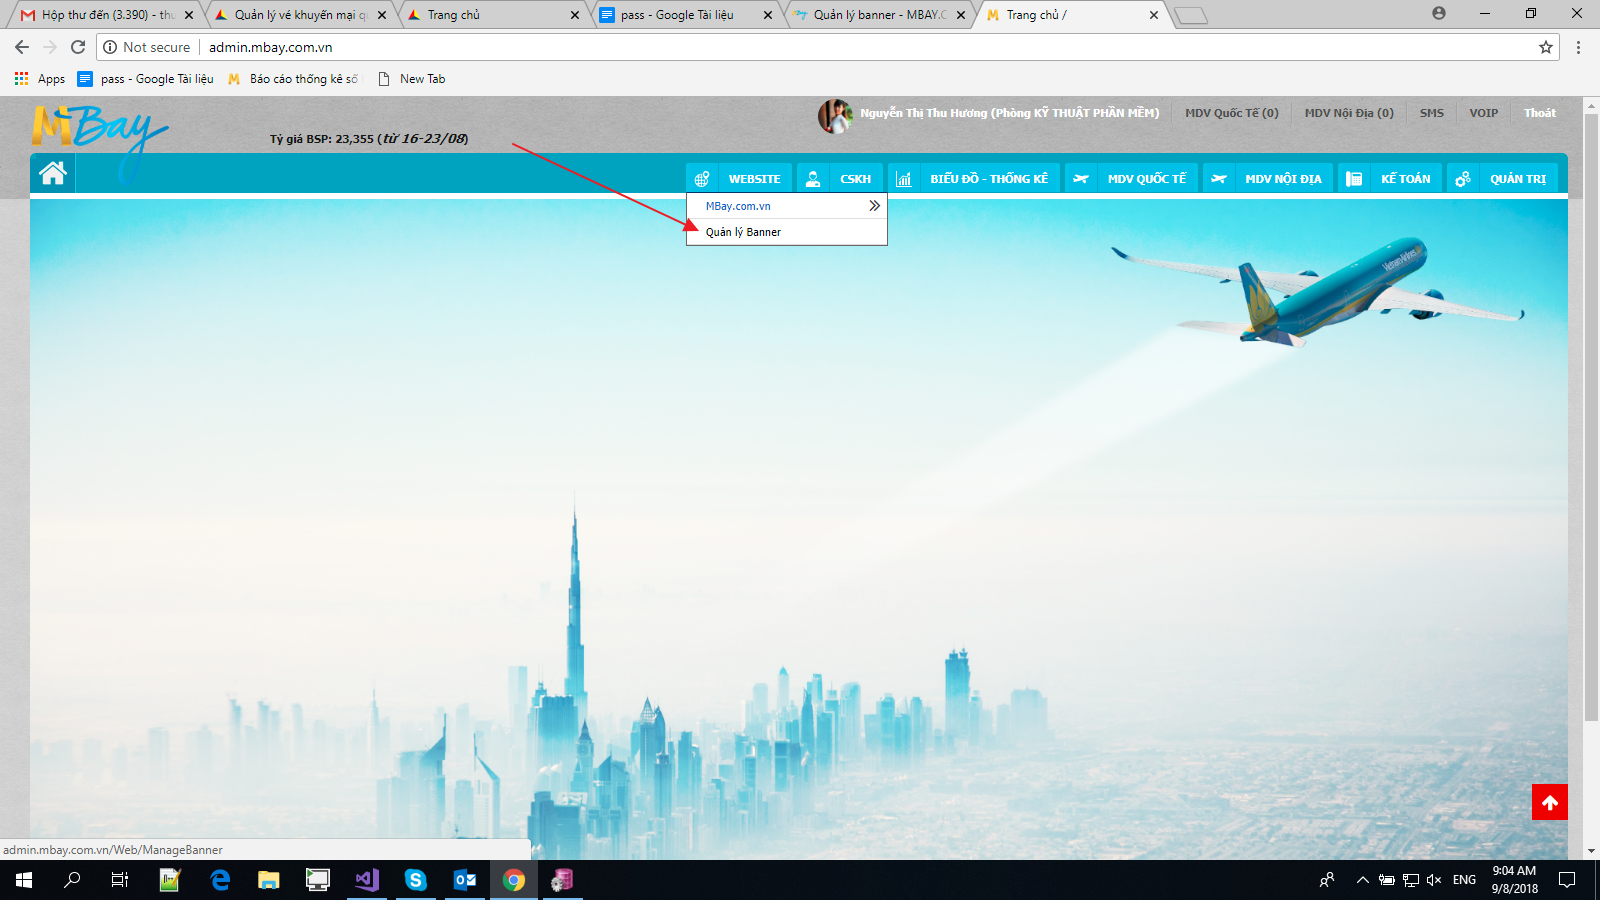 Hộp thư đến (3.390) - thu
Quản lý vé khuyến mại q
Trang chủ
pass - Google Tài liệu
Quản lý banner - MBAY.C
Trang chủ /
Not secure
admin.mbay.com.vn
Apps
pass - Google Tài liệu
Báo cáo thống kê số
New Tab
MBay
Tỷ giá BSP: 23,355 (từ 16-23/08)
Nguyễn Thị Thu Hương (Phòng KỸ THUẬT PHẦN MỀM)
MDV Quốc Tế (0)
MDV Nội Địa (0)
SMS
VOIP
Thoát
WEBSITE
CSKH
BIỂU ĐỒ - THỐNG KÊ
MDV QUỐC TẾ
MDV NỘI ĐỊA
KẾ TOÁN
QUẢN TRỊ
MBay.com.vn
Quản lý Banner
Vietnam Airlines
admin.mbay.com.vn/Web/ManageBanner
ENG
9:04 AM
9/8/2018